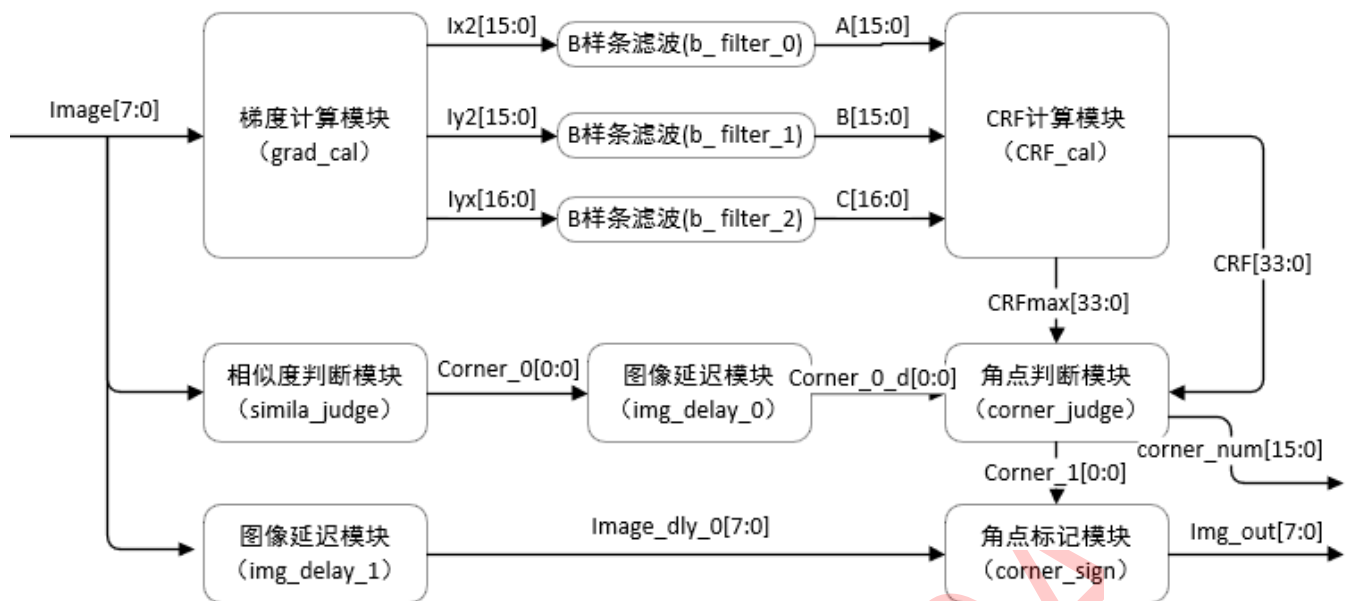 Image[7:0]
梯度计算模块
（grad_cal）
Ix2[15:0]
Iy2[15:0]
Iyx[16:0]
B样条滤波(b_ filter_0)
B样条滤波(b_ filter_1)
B样条滤波(b_ filter_2)
A[15:0]
B[15:0]
C[16:0]
CRF计算模块
（CRF_cal）
CRF[33:0]
CRFmax[33:0]
相似度判断模块
（simila_judge）
Corner_0[0:0]
图像延迟模块
（img_delay_0）
Corner_0_d[0:0]
角点判断模块
（corner_judge）
corner_num[15:0]
Corner_1[0:0]
图像延迟模块
（img_delay_1）
Image_dly_0[7:0]
角点标记模块
（corner_sign）
Img_out[7:0]